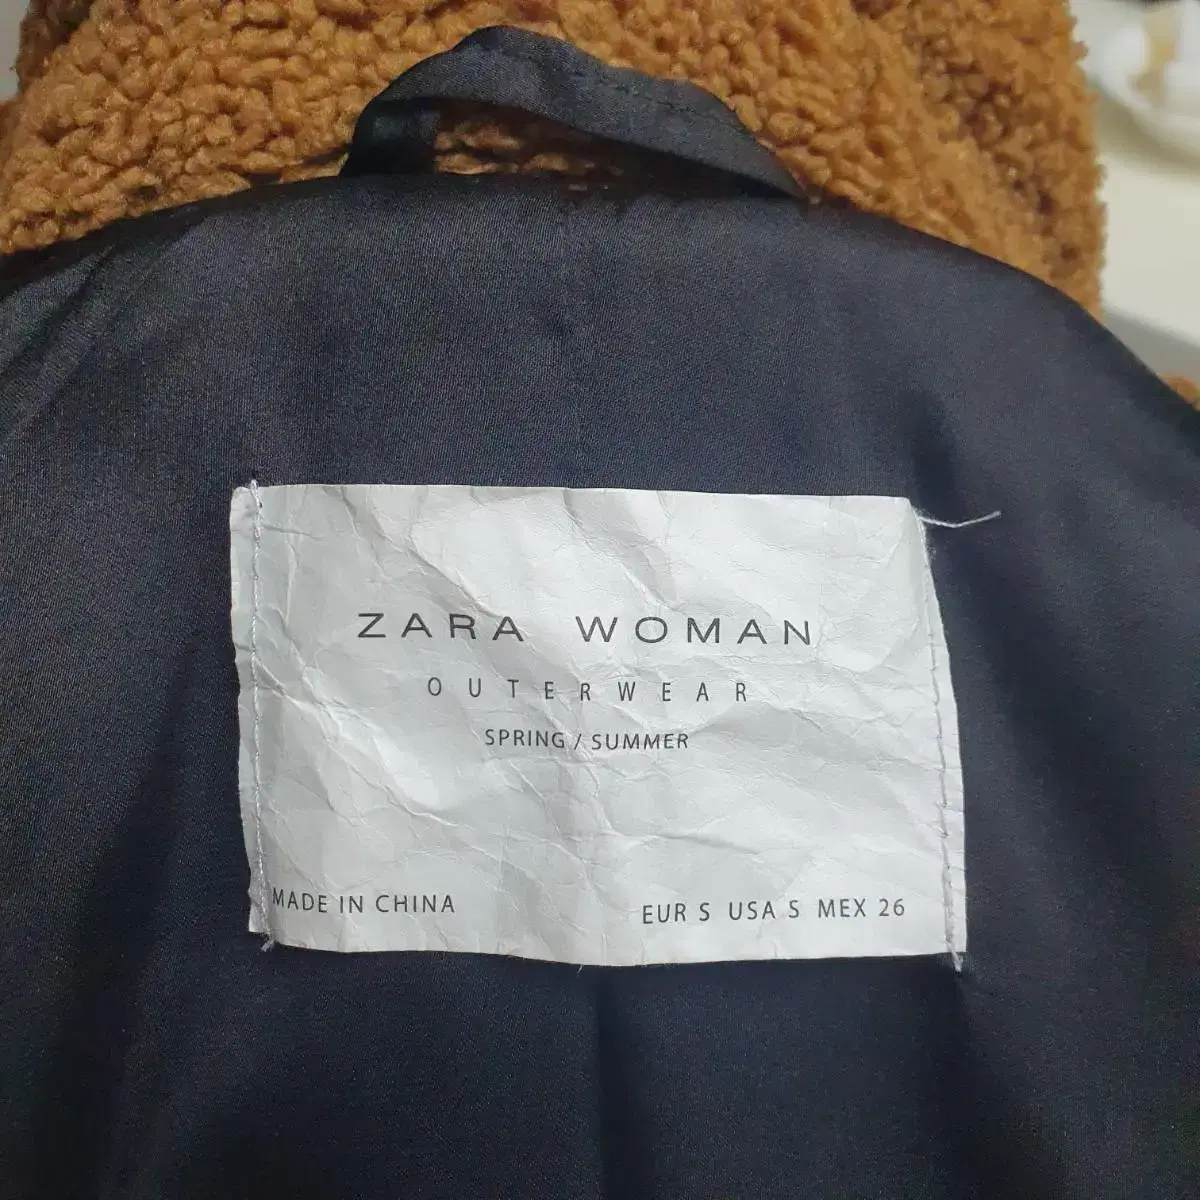 ZARA WOMAN
OUTERWEAR
SPRING / SUMMER
MADE IN CHINA
EUR S USA S MEX 26